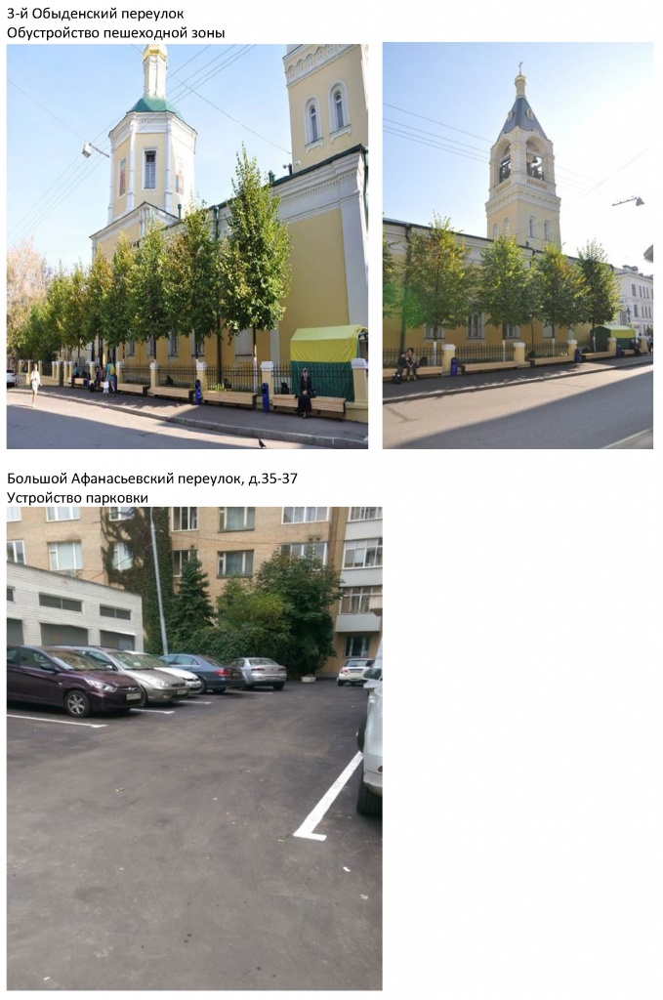 3-й Обыденский переулок
Обустройство пешеходной зоны
Большой Афанасьевский переулок, д.35-37
Устройство парковки